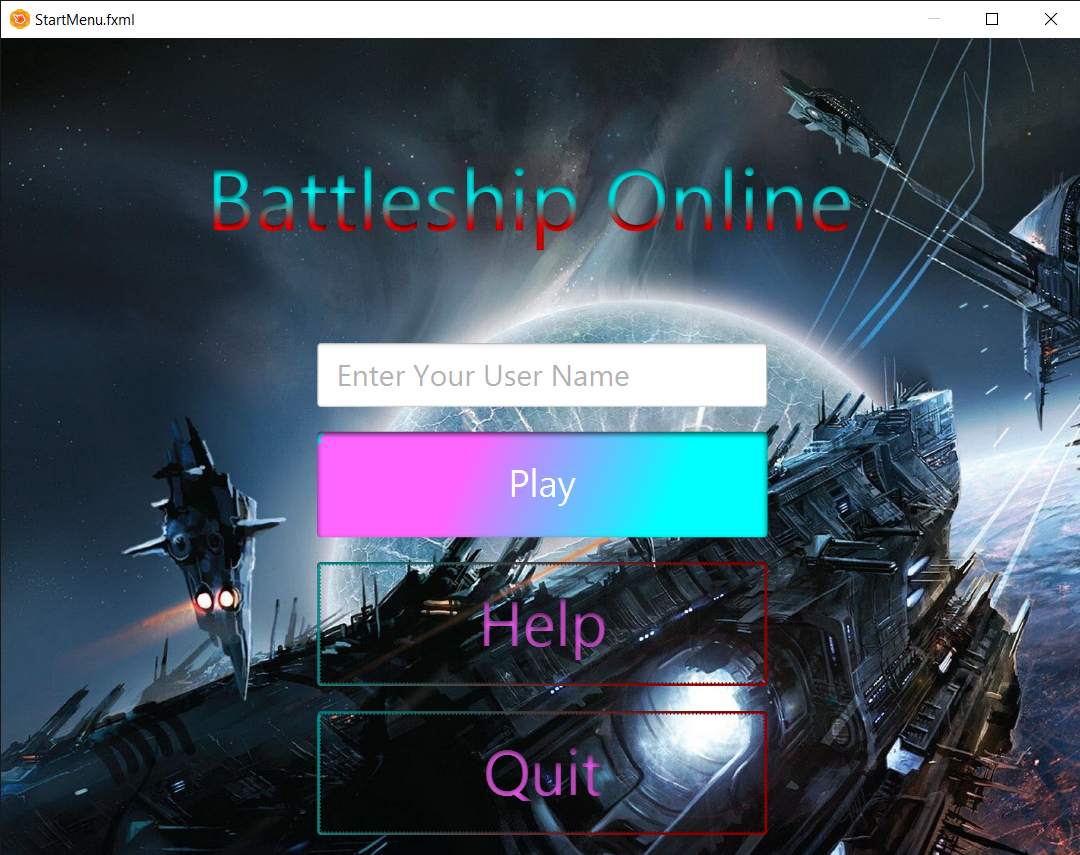 StartMenu.fxml
Battleship Online
Enter Your User Name
Play
Help
Quit